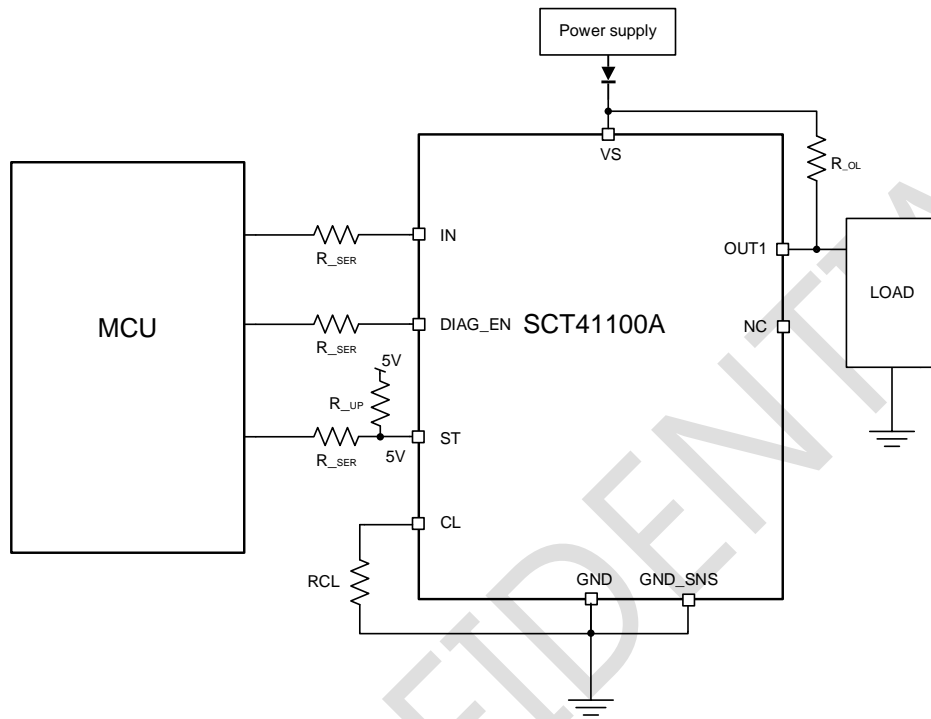 Power supply
VS
R_OL
IN
R_SER
OUT1
LOAD
MCU
DIAG_EN
SCT41100A
NC
R_SER
5V
R_UP
ST
5V
R_SER
CL
RCL
GND
GND_SNS